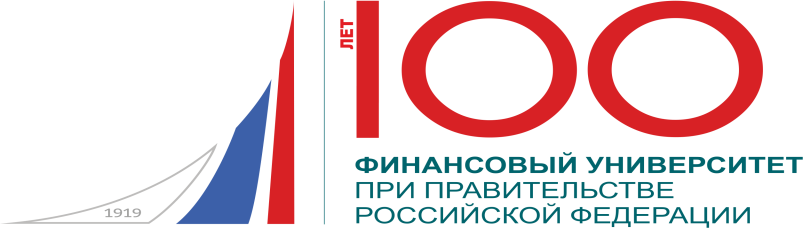 1919
ЛЕТ
100
ФИНАНСОВЫЙ УНИВЕРСИТЕТ
ПРИ ПРАВИТЕЛЬСТВЕ
РОССИЙСКОЙ ФЕДЕРАЦИИ